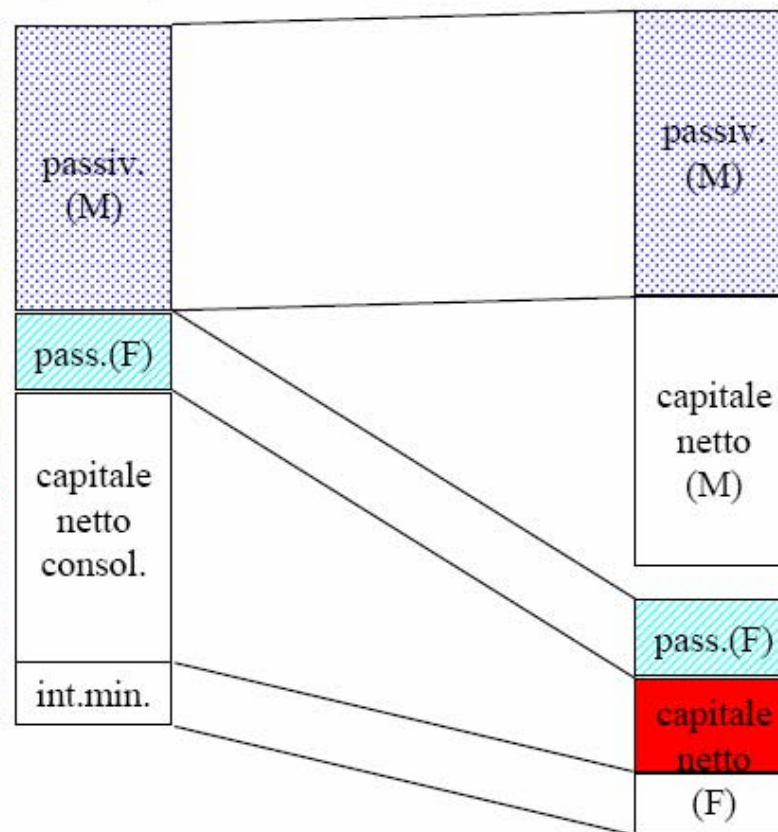 passiv.
(M)
pass.(F)
capitale
netto
consol.
int.min.
passiv.
(M)
capitale
netto
(M)
pass.(F)
capitale
netto
(F)